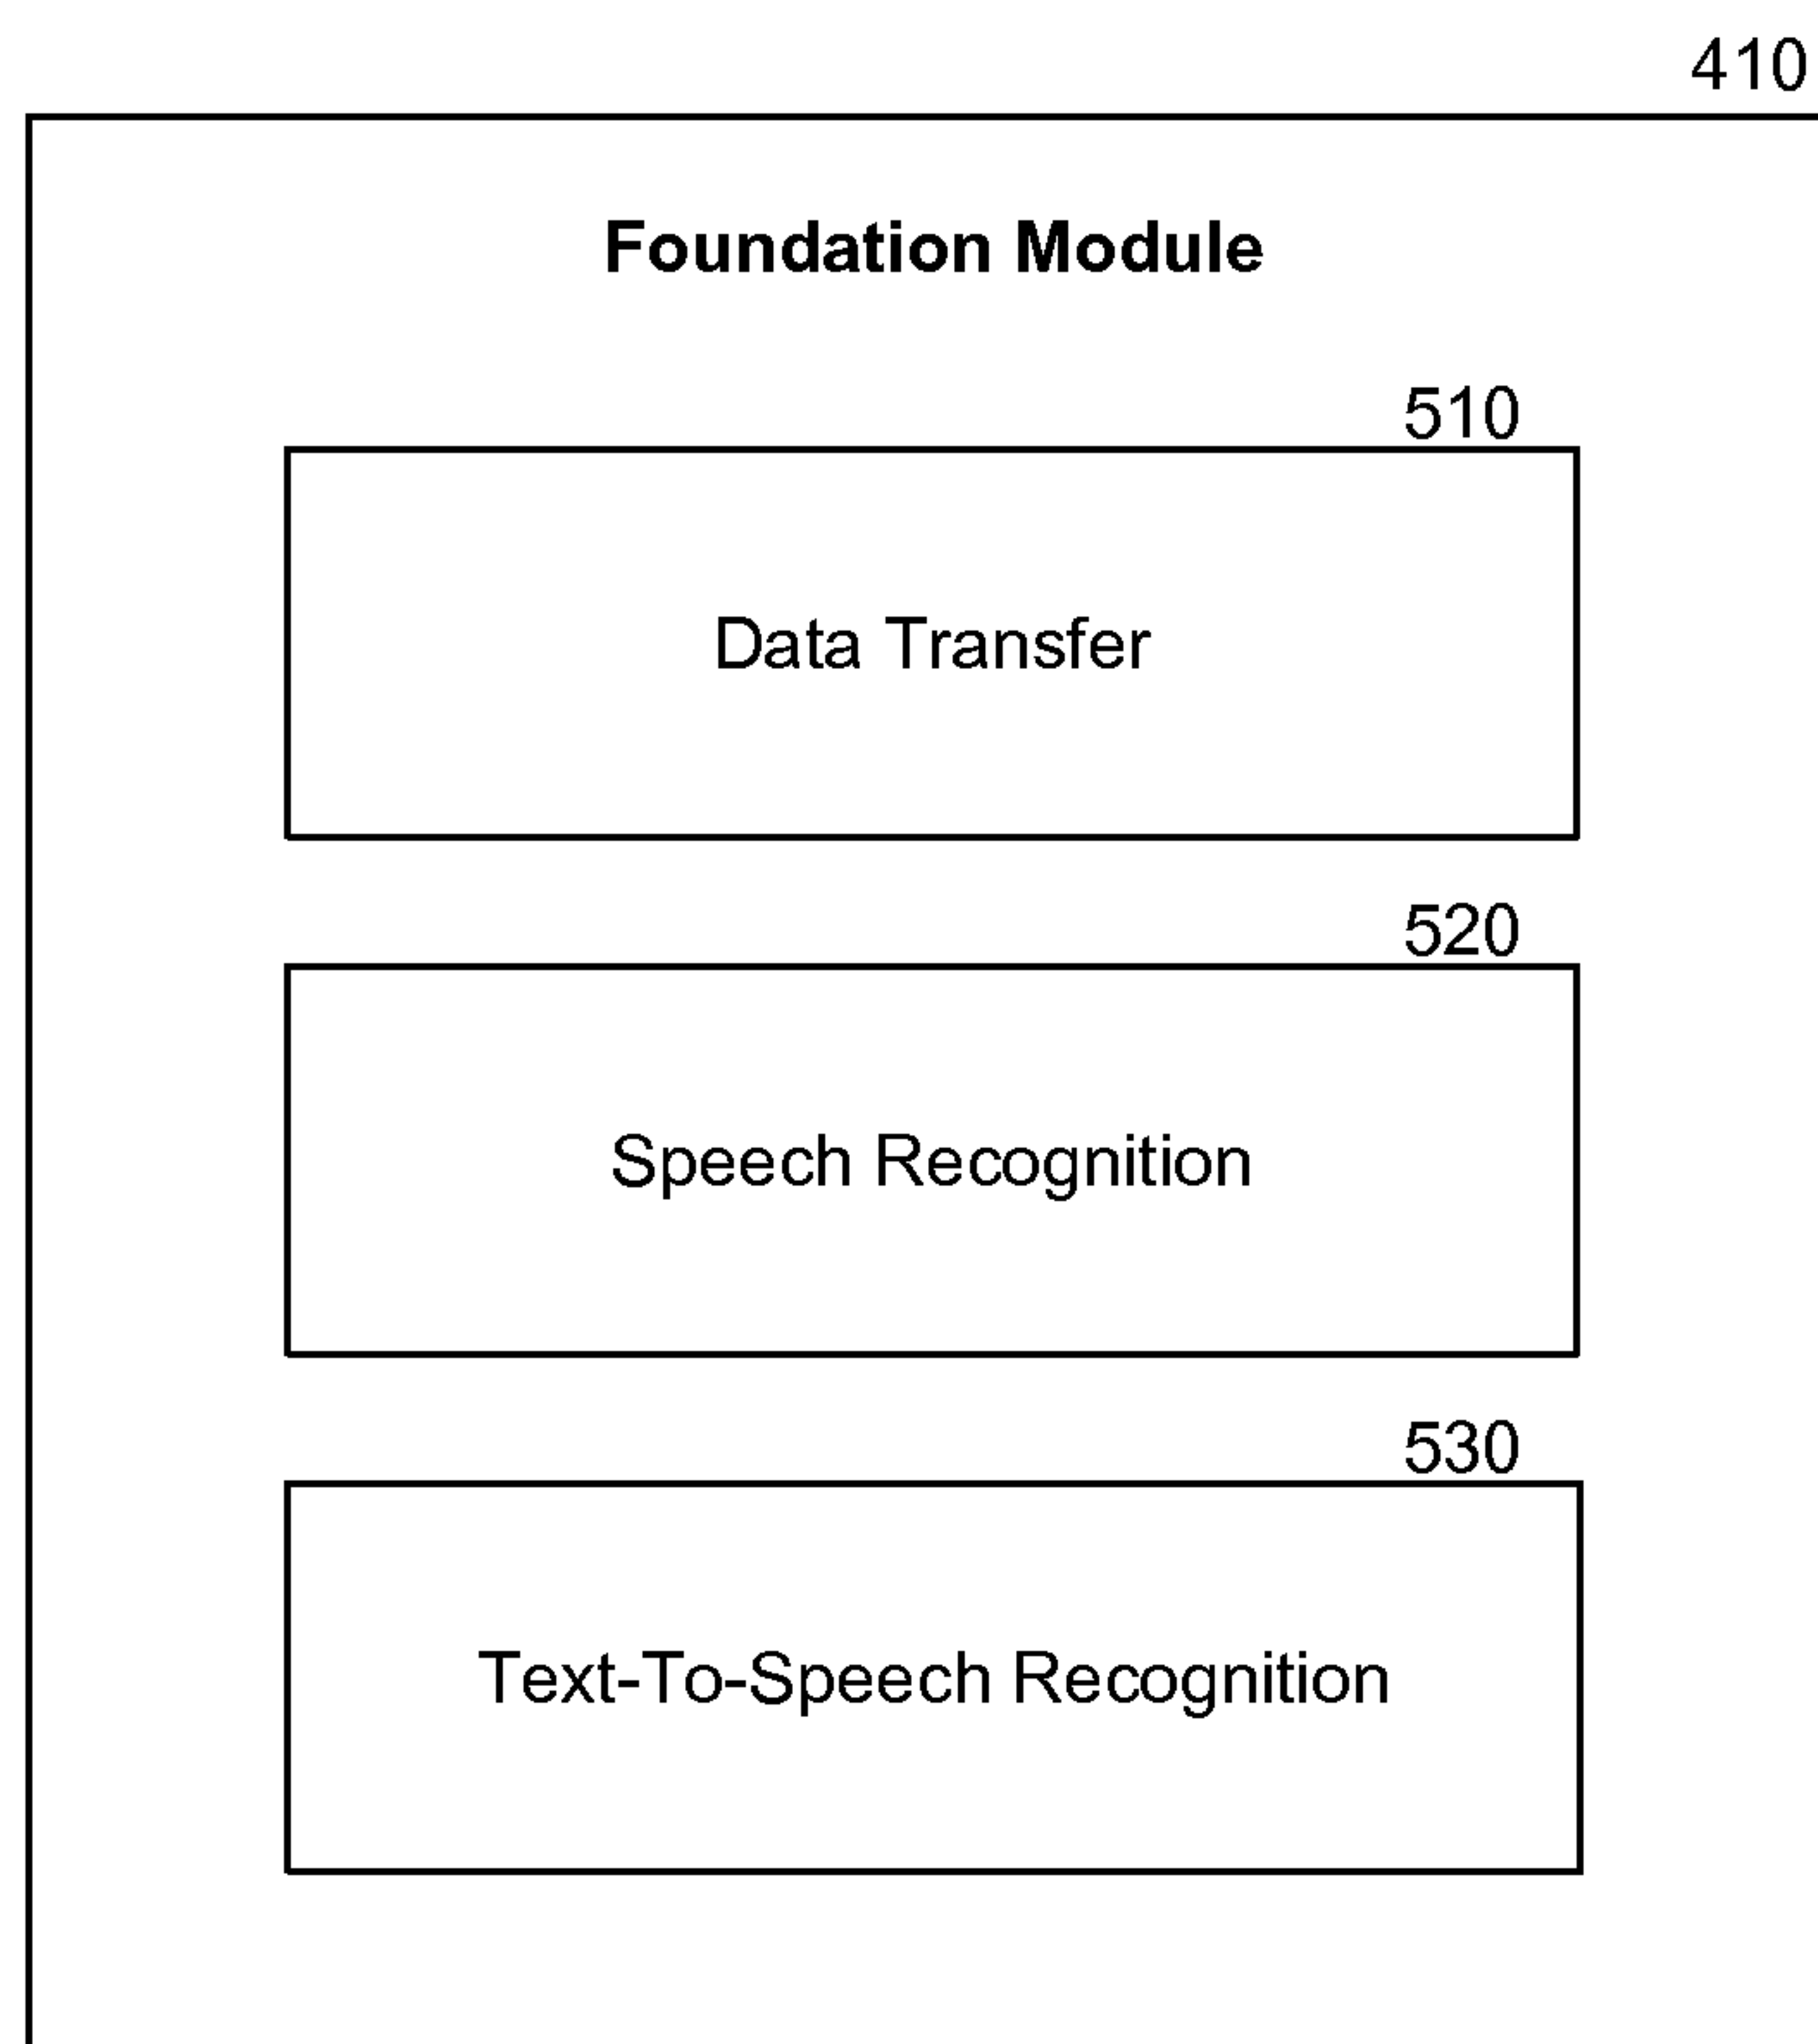 410
Foundation Module
510
Data Transfer
520
Speech Recognition
530
Text-To-Speech Recognition